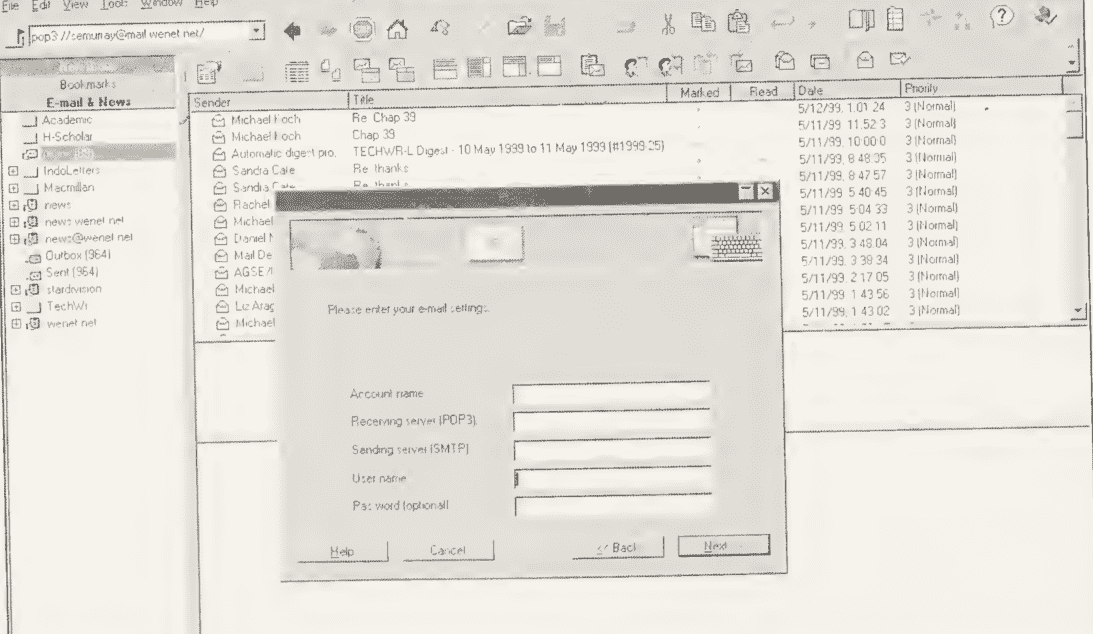 File Edit View Tools Window Help
pop3://semurray@mail.wenet.net/
Bookmarks
E-mail & News
Academic
H-Scholar
IndoLetters
Macmillan
news
news.wenet.net
news@wenet.net
Outbox (984)
Sent (984)
stardivision
TechWr
wenet.net
Sender Title Marked Read Date Priority
Michael Koch Re: Chap 39 5/12/99, 1:01:24 3 (Normal)
Michael Koch Chap 39 5/11/99, 11:52:3 3 (Normal)
Automatic digest pro. TECHWR-L Digest - 10 May 1999 to 11 May 1999 (#1999-25) 5/11/99, 10:00:0 3 (Normal)
Sandra Cate Re: thanks 5/11/99, 8:48:05 3 (Normal)
Sandra Cate Re: thanks 5/11/99, 8:47:57 3 (Normal)
Rachel 5/11/99, 5:40:45 3 (Normal)
Michael 5/11/99, 5:04:33 3 (Normal)
Daniel 5/11/99, 5:02:11 3 (Normal)
Mail De 5/11/99, 3:48:04 3 (Normal)
AGSE 5/11/99, 3:39:34 3 (Normal)
Michael 5/11/99, 2:17:05 3 (Normal)
Liz Arag 5/11/99, 1:43:56 3 (Normal)
Michael 5/11/99, 1:43:02 3 (Normal)
Please enter your e-mail settings.
Account name
Receiving server (POP3)
Sending server (SMTP)
User name
Password (optional)
Help Cancel << Back Next